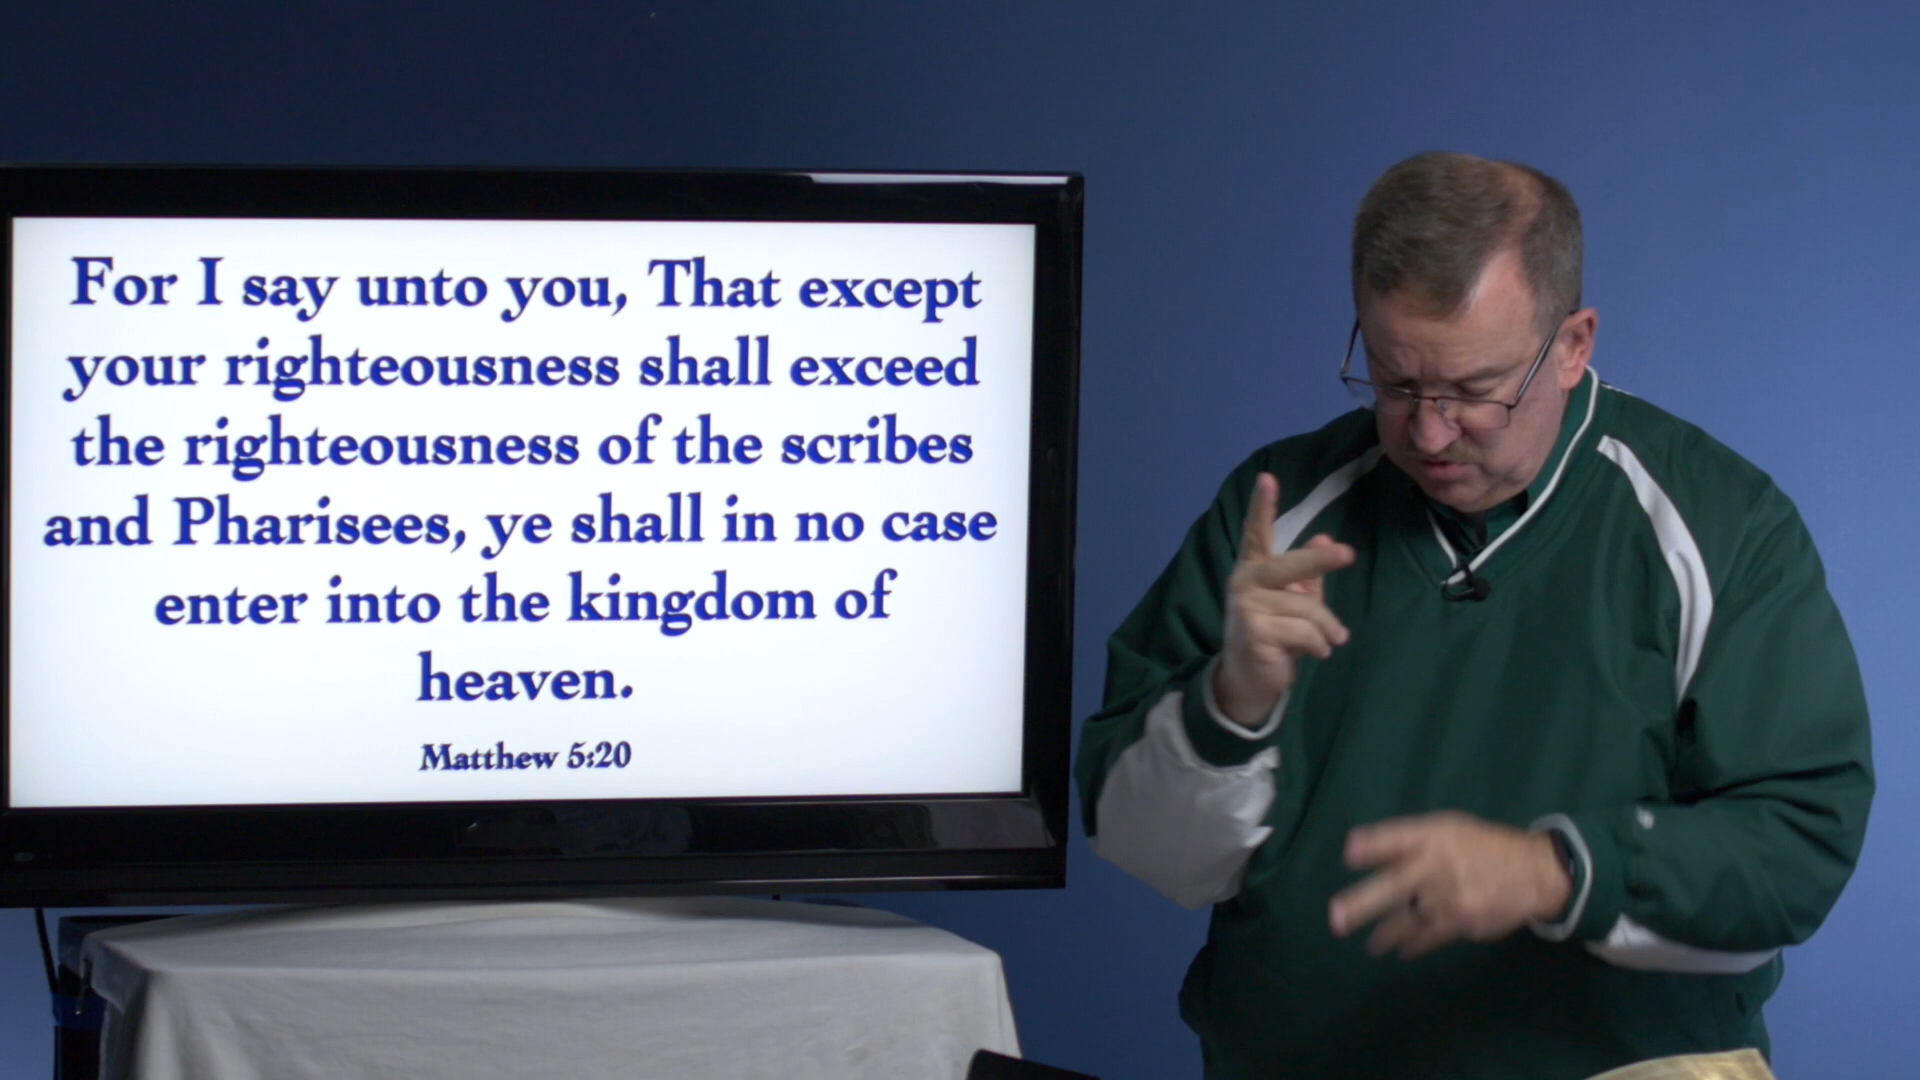 For I say unto you, That except
your righteousness shall exceed
the righteousness of the scribes
and Pharisees, ye shall in no case
enter into the kingdom of
heaven.
Matthew 5:20